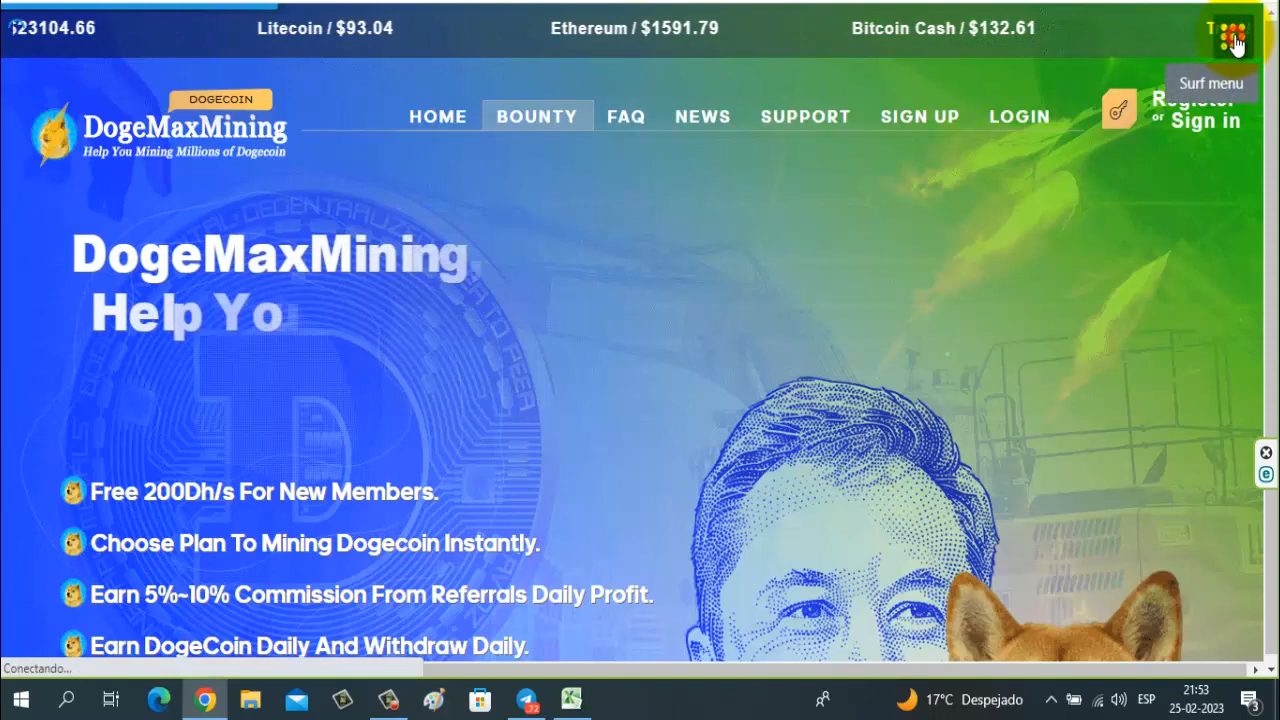 $23104.66
Litecoin / $93.04
Ethereum / $1591.79
Bitcoin Cash / $132.61
Surf menu
DOGECOIN
DogeMaxMining
Help You Mining Millions of Dogecoin
HOME
BOUNTY
FAQ
NEWS
SUPPORT
SIGN UP
LOGIN
Register
or Sign in
DogeMaxMining
Help Yo
Free 200Dh/s For New Members.
Choose Plan To Mining Dogecoin Instantly.
Earn 5%~10% Commission From Referrals Daily Profit.
Earn DogeCoin Daily And Withdraw Daily.
Conectando...
72
17°C Despejado
ESP
21:53
25-02-2023
3